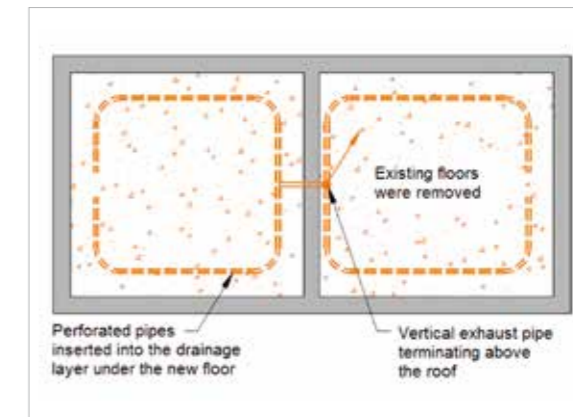 Existing floors
were removed
Perforated pipes
inserted into the drainage
layer under the new floor
Vertical exhaust pipe
terminating above
the roof